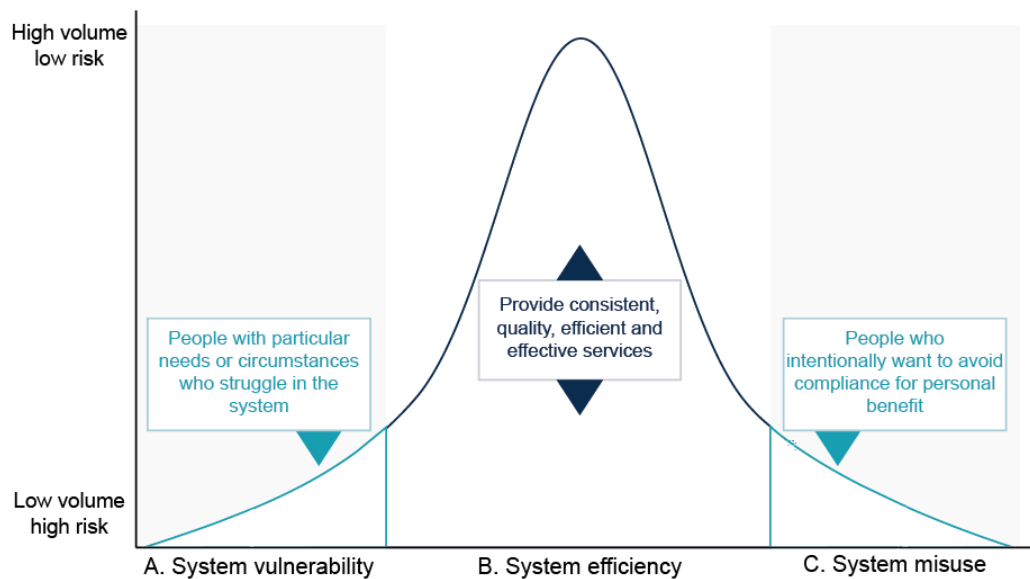 High volume
low risk
Provide consistent,
quality, efficient and
effective services
People with particular
needs or circumstances
who struggle in the
system
People who
intentionally want to avoid
compliance for personal
benefit
Low volume
high risk
A. System vulnerability
B. System efficiency
C. System misuse